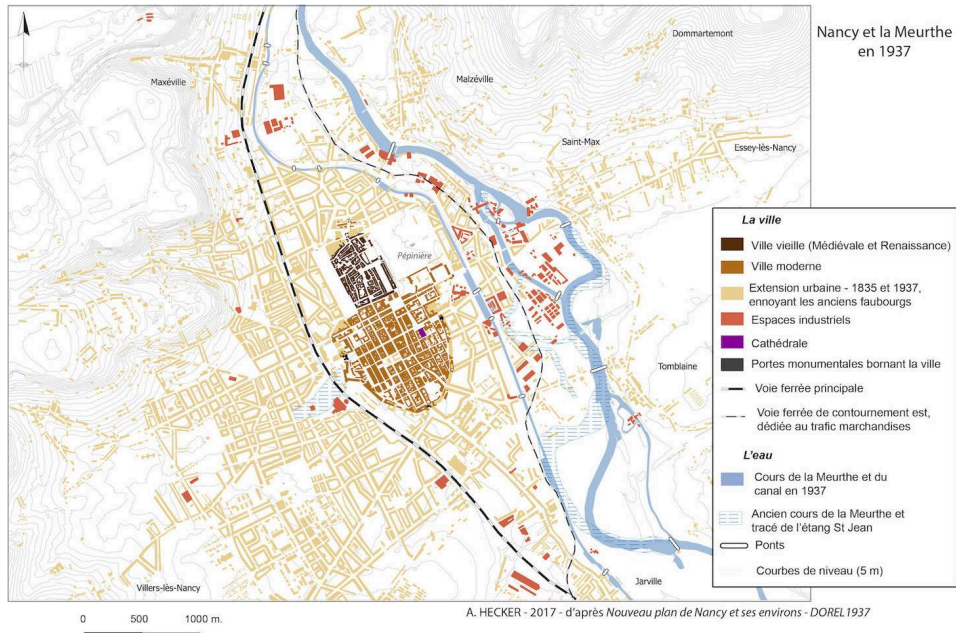 Nancy et la Meurthe
en 1937
Dommartemont
Maxéville
Malzéville
Saint-Max
Essey-lès-Nancy
Pépinière
Tomblaine
Villers-lès-Nancy
Jarville
La ville
Ville vieille (Médiévale et Renaissance)
Ville moderne
Extension urbaine - 1835 et 1937,
ennoyant les anciens faubourgs
Espaces industriels
Cathédrale
Portes monumentales bornant la ville
Voie ferrée principale
Voie ferrée de contournement est,
dédiée au trafic marchandises
L'eau
Cours de la Meurthe et du
canal en 1937
Ancien cours de la Meurthe et
tracé de l'étang St Jean
Ponts
Courbes de niveau (5 m)
0 500 1000 m.
A. HECKER - 2017 - d'après Nouveau plan de Nancy et ses environs - DOREL1937